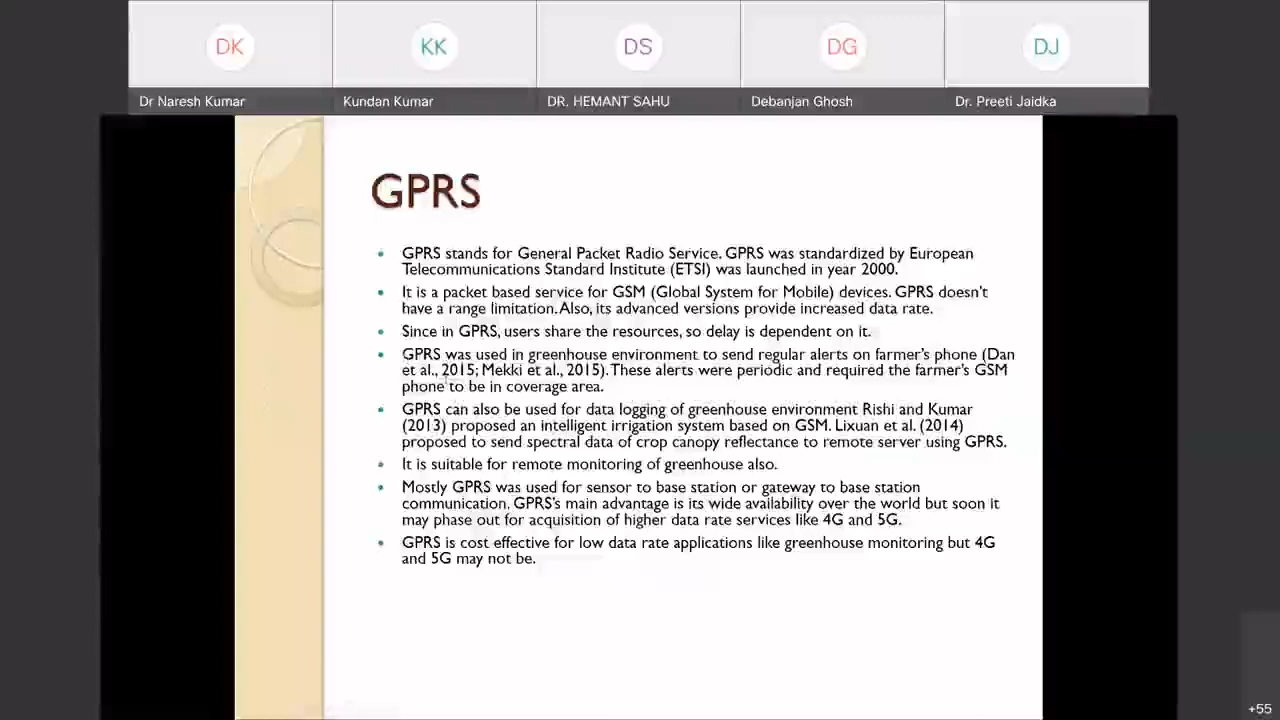 DK KK DS DG DJ
Dr Naresh Kumar Kundan Kumar DR. HEMANT SAHU Debanjan Ghosh Dr. Preeti Jaidka
GPRS
• GPRS stands for General Packet Radio Service. GPRS was standardized by European
Telecommunications Standard Institute (ETSI) was launched in year 2000.
• It is a packet based service for GSM (Global System for Mobile) devices. GPRS doesn't
have a range limitation. Also, its advanced versions provide increased data rate.
• Since in GPRS, users share the resources, so delay is dependent on it.
• GPRS was used in greenhouse environment to send regular alerts on farmer's phone (Dan
et al., 2015; Mekki et al., 2015). These alerts were periodic and required the farmer's GSM
phone to be in coverage area.
• GPRS can also be used for data logging of greenhouse environment Rishi and Kumar
(2013) proposed an intelligent irrigation system based on GSM. Lixuan et al. (2014)
proposed to send spectral data of crop canopy reflectance to remote server using GPRS.
• It is suitable for remote monitoring of greenhouse also.
• Mostly GPRS was used for sensor to base station or gateway to base station
communication. GPRS's main advantage is its wide availability over the world but soon it
may phase out for acquisition of higher data rate services like 4G and 5G.
• GPRS is cost effective for low data rate applications like greenhouse monitoring but 4G
and 5G may not be.
+55